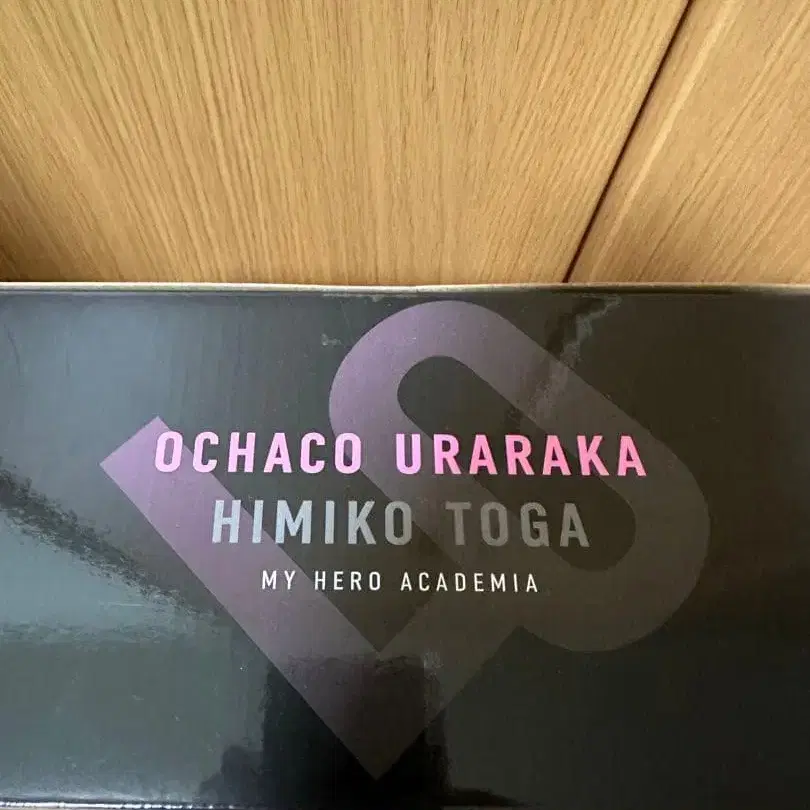 OCHACO URARAKA
HIMIKO TOGA
MY HERO ACADEMIA